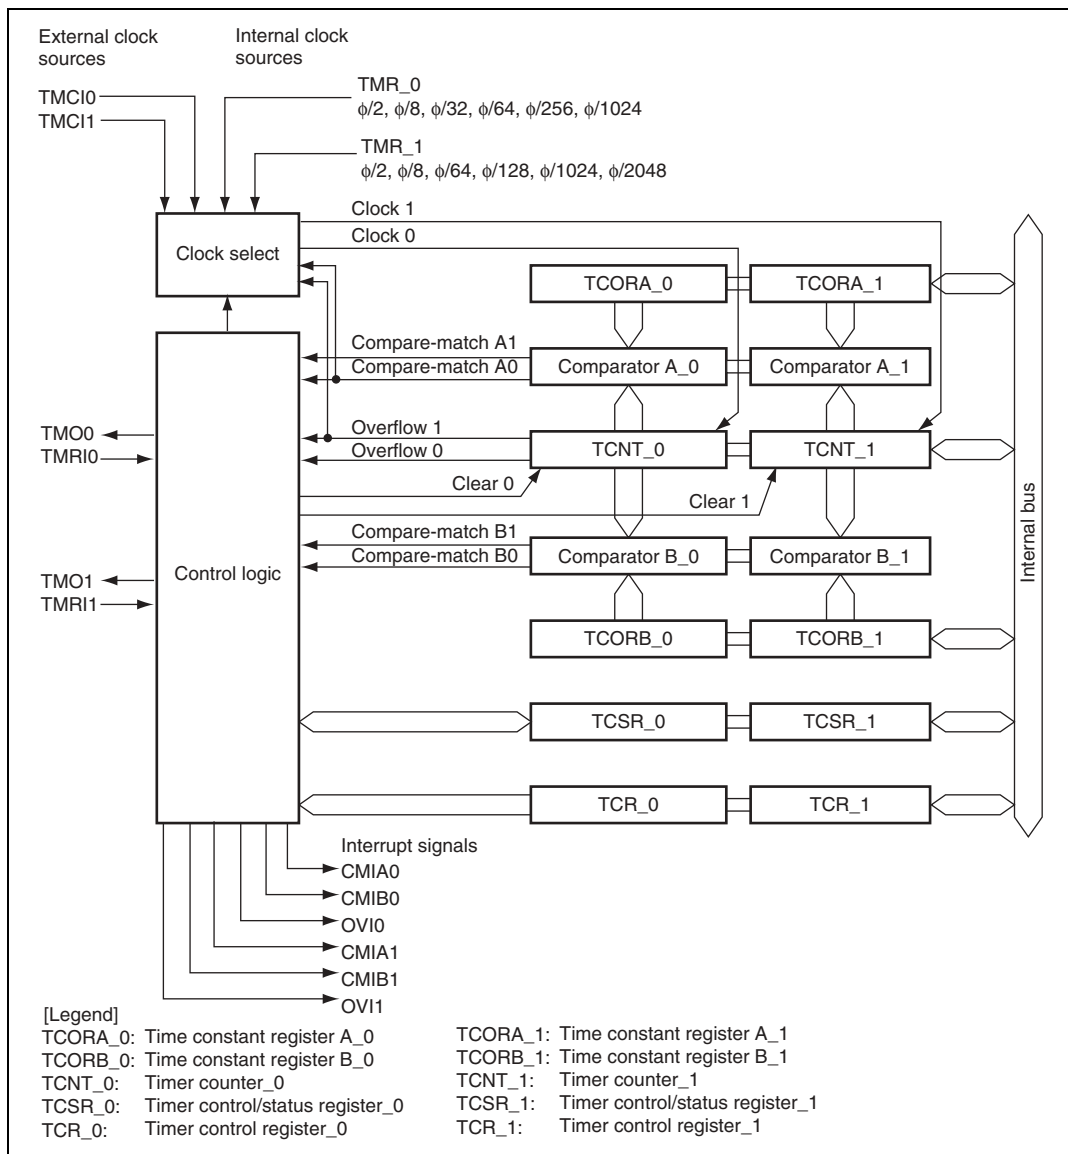 External clock
sources
Internal clock
sources
TMCI0
TMCI1
TMR_0
ϕ/2, ϕ/8, ϕ/32, ϕ/64, ϕ/256, ϕ/1024
TMR_1
ϕ/2, ϕ/8, ϕ/64, ϕ/128, ϕ/1024, ϕ/2048
Clock 1
Clock 0
Clock select
TCORA_0
TCORA_1
Compare-match A1
Compare-match A0
Comparator A_0
Comparator A_1
TMO0
TMRI0
Overflow 1
Overflow 0
TCNT_0
TCNT_1
Clear 0
Clear 1
Compare-match B1
Compare-match B0
Comparator B_0
Comparator B_1
Control logic
TMO1
TMRI1
TCORB_0
TCORB_1
Internal bus
TCSR_0
TCSR_1
TCR_0
TCR_1
Interrupt signals
CMIA0
CMIB0
OVI0
CMIA1
CMIB1
OVI1
[Legend]
TCORA_0: Time constant register A_0
TCORB_0: Time constant register B_0
TCNT_0: Timer counter_0
TCSR_0: Timer control/status register_0
TCR_0: Timer control register_0
TCORA_1: Time constant register A_1
TCORB_1: Time constant register B_1
TCNT_1: Timer counter_1
TCSR_1: Timer control/status register_1
TCR_1: Timer control register_1